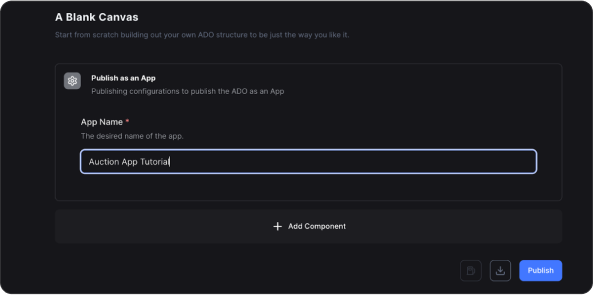 A Blank Canvas
Start from scratch building out your own ADO structure to be just the way you like it.
Publish as an App
Publishing configurations to publish the ADO as an App
App Name *
The desired name of the app.
Auction App Tutorial
+ Add Component
Publish